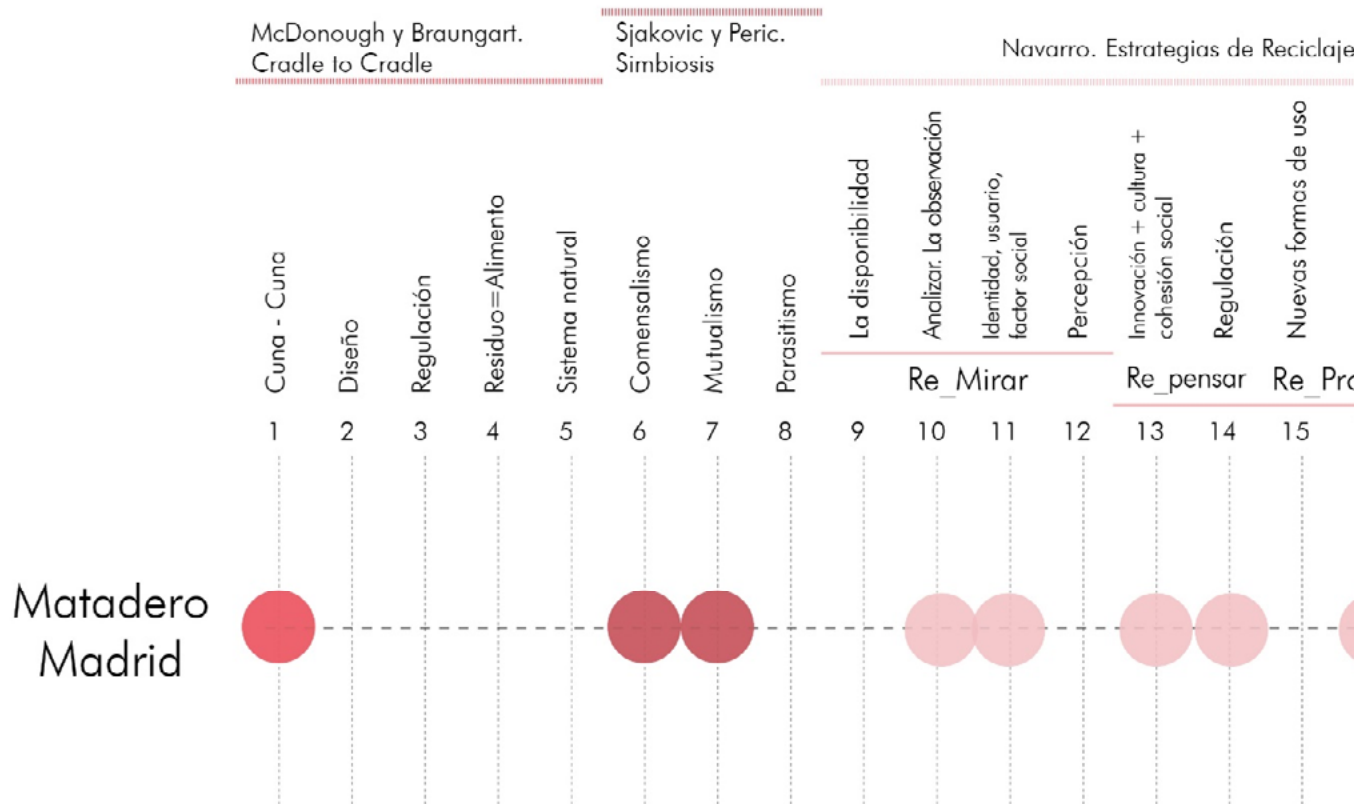 McDonough y Braungart.
Cradle to Cradle
Sjakovic y Peric.
Simbiosis
Navarro. Estrategias de Reciclaje
Cuna - Cuna
Diseño
Regulación
Residuo=Alimento
Sistema natural
Comensalismo
Mutualismo
Parasitismo
La disponibilidad
Analizar. La observación
Identidad, usuario,
factor social
Percepción
Innovación + cultura +
cohesión social
Regulación
Nuevas formas de uso
Re_Mirar
Re_pensar
Re_Pro
1 2 3 4 5 6 7 8 9 10 11 12 13 14 15
Matadero
Madrid